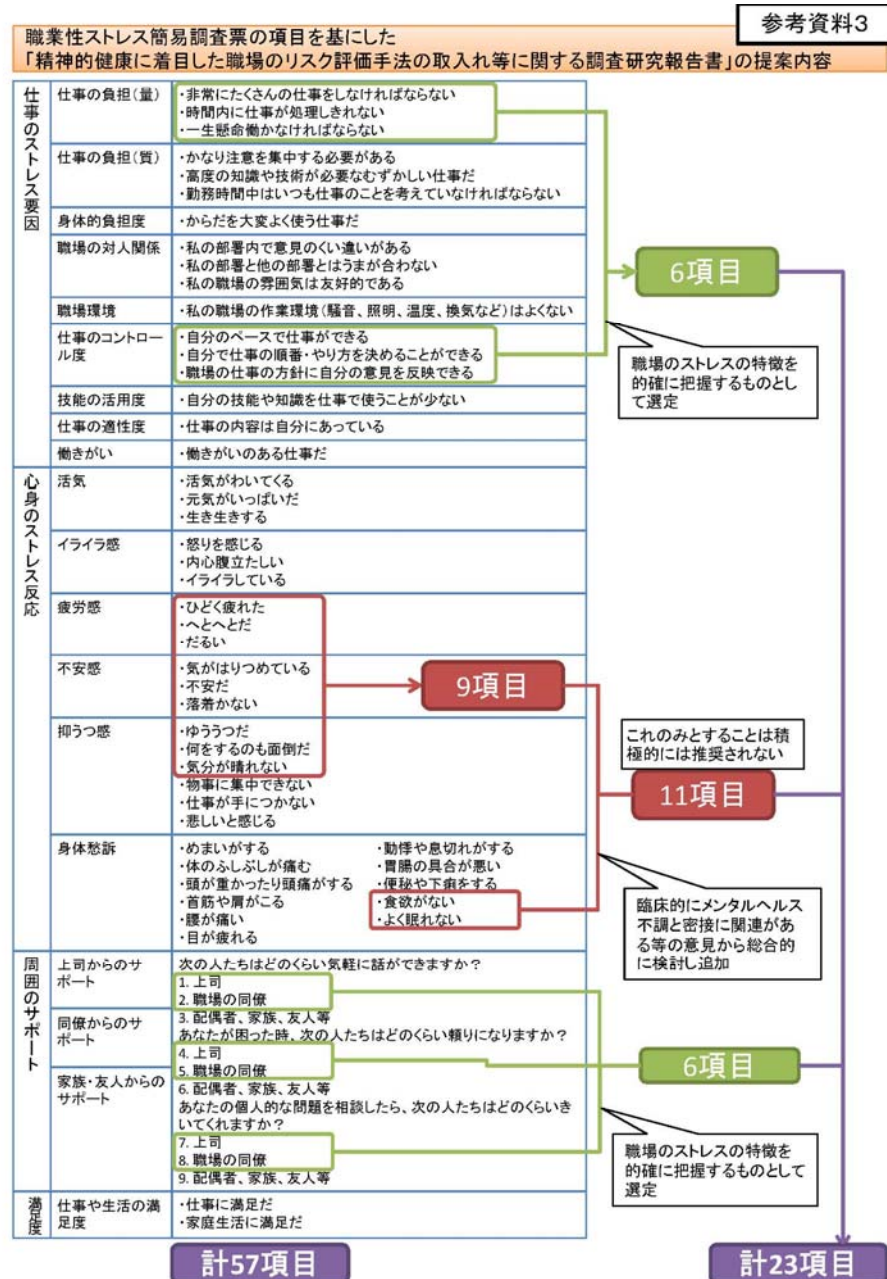 参考資料3
職業性ストレス簡易調査票の項目を基にした
「精神的健康に着目した職場のリスク評価手法の取入れ等に関する調査研究報告書」の提案内容
仕事のストレス要因
仕事の負担(量)
・非常にたくさんの仕事をしなければならない
・時間内に仕事が処理しきれない
・一生懸命働かなければならない
仕事の負担(質)
・かなり注意を集中する必要がある
・高度の知識や技術が必要なむずかしい仕事だ
・勤務時間中はいつも仕事のことを考えていなければならない
身体的負担度
・からだを大変よく使う仕事だ
職場の対人関係
・私の部署内で意見のくい違いがある
・私の部署と他の部署とはうまが合わない
・私の職場の雰囲気は友好的である
職場環境
・私の職場の作業環境(騒音、照明、温度、換気など)はよくない
仕事のコントロー
ル度
・自分のペースで仕事ができる
・自分で仕事の順番・やり方を決めることができる
・職場の仕事の方針に自分の意見を反映できる
技能の活用度
・自分の技能や知識を仕事で使うことが少ない
仕事の適性度
・仕事の内容は自分にあっている
働きがい
・働きがいのある仕事だ
6項目
職場のストレスの特徴を
的確に把握するものとし
て選定
心身のストレス反応
活気
・活気がわいてくる
・元気がいっぱいだ
・生き生きする
イライラ感
・怒りを感じる
・内心腹立たしい
・イライラしている
疲労感
・ひどく疲れた
・へとへとだ
・だるい
不安感
・気がはりつめている
・不安だ
・落着かない
抑うつ感
・ゆううつだ
・何をするのも面倒だ
・気分が晴れない
・物事に集中できない
・仕事が手につかない
・悲しいと感じる
身体愁訴
・めまいがする
・体のふしぶしが痛む
・頭が重かったり頭痛がする
・首筋や肩がこる
・腰が痛い
・目が疲れる
・動悸や息切れがする
・胃腸の具合が悪い
・便秘や下痢をする
・食欲がない
・よく眠れない
9項目
これのみとすることは積
極的には推奨されない
11項目
臨床的にメンタルヘルス
不調と密接に関連があ
る等の意見から総合的
に検討し追加
周囲のサポート
上司からのサ
ポート
同僚からのサ
ポート
家族・友人からの
サポート
次の人たちはどのくらい気軽に話ができますか?
1. 上司
2. 職場の同僚
3. 配偶者、家族、友人等
あなたが困った時、次の人たちはどのくらい頼りになりますか?
4. 上司
5. 職場の同僚
6. 配偶者、家族、友人等
あなたの個人的な問題を相談したら、次の人たちはどのくらいき
いてくれますか?
7. 上司
8. 職場の同僚
9. 配偶者、家族、友人等
6項目
職場のストレスの特徴を
的確に把握するものとして
選定
満足度
仕事や生活の満
足度
・仕事に満足だ
・家庭生活に満足だ
計57項目
計23項目